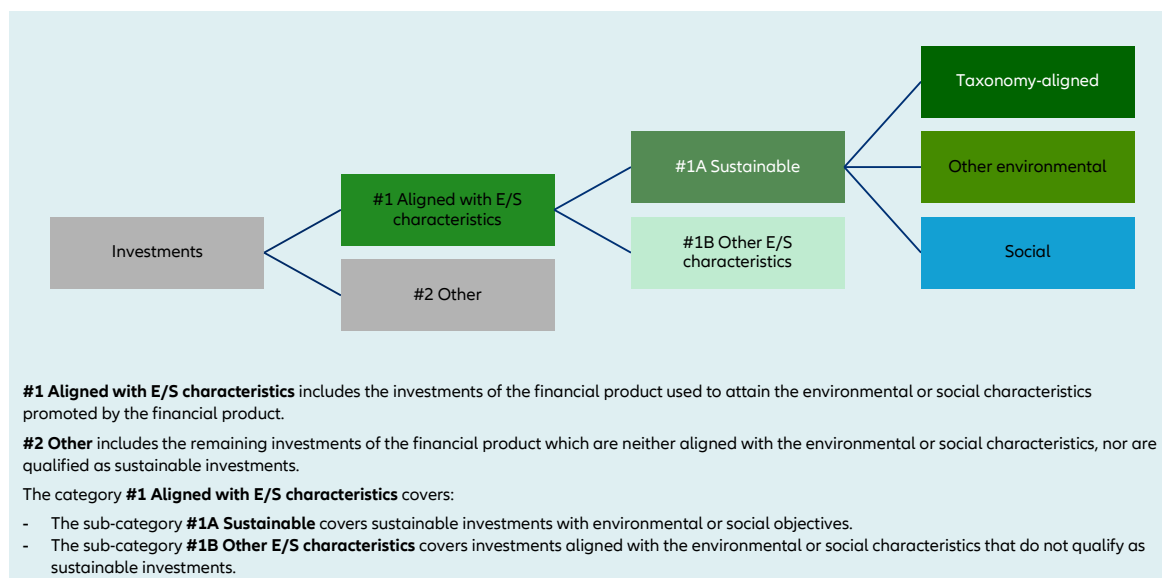 Taxonomy-aligned
#1A Sustainable
Other environmental
#1 Aligned with E/S
characteristics
#1B Other E/S
characteristics
Investments
Social
#2 Other
#1 Aligned with E/S characteristics includes the investments of the financial product used to attain the environmental or social characteristics
promoted by the financial product.
#2 Other includes the remaining investments of the financial product which are neither aligned with the environmental or social characteristics, nor are
qualified as sustainable investments.
The category #1 Aligned with E/S characteristics covers:
- The sub-category #1A Sustainable covers sustainable investments with environmental or social objectives.
- The sub-category #1B Other E/S characteristics covers investments aligned with the environmental or social characteristics that do not qualify as
sustainable investments.